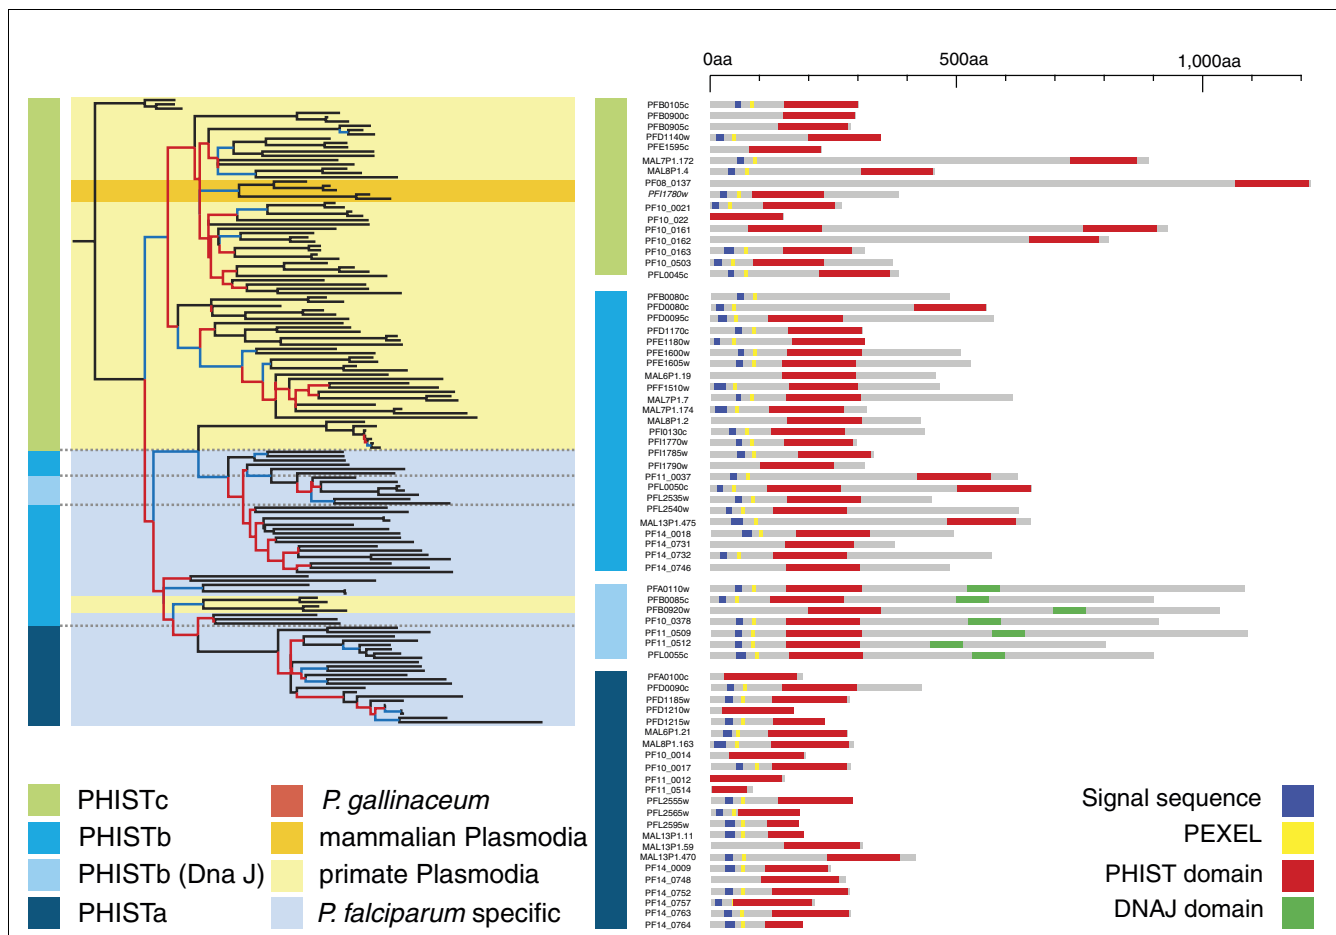 0aa 500aa 1,000aa
PFB0105c
PFB0900c
PFB0905c
PFD1140w
PFE1595c
MAL7P1.172
MAL8P1.4
PF08_0137
PFI1780w
PF10_0021
PF10_022
PF10_0161
PF10_0162
PF10_0163
PF10_0503
PFL0045c
PFB0080c
PFD0080c
PFD0095c
PFD1170c
PFE1180w
PFE1600w
PFE1605w
MAL6P1.19
PFF1510w
MAL7P1.7
MAL7P1.174
MAL8P1.2
PFI0130c
PFI1770w
PFI1785w
PFI1790w
PF11_0037
PFL0050c
PFL2535w
PFL2540w
MAL13P1.475
PF14_0018
PF14_0731
PF14_0732
PF14_0746
PFA0110w
PFB0085c
PFB0920w
PF10_0378
PF11_0509
PF11_0512
PFL0055c
PFA0100c
PFD0090c
PFD1185w
PFD1210w
PFD1215w
MAL6P1.21
MAL8P1.163
PF10_0014
PF10_0017
PF11_0012
PF11_0514
PFL2555w
PFL2565w
PFL2595w
MAL13P1.11
MAL13P1.59
MAL13P1.470
PF14_0009
PF14_0748
PF14_0752
PF14_0757
PF14_0763
PF14_0764
PHISTc
PHISTb
PHISTb (Dna J)
PHISTa
P. gallinaceum
mammalian Plasmodia
primate Plasmodia
P. falciparum specific
Signal sequence
PEXEL
PHIST domain
DNAJ domain